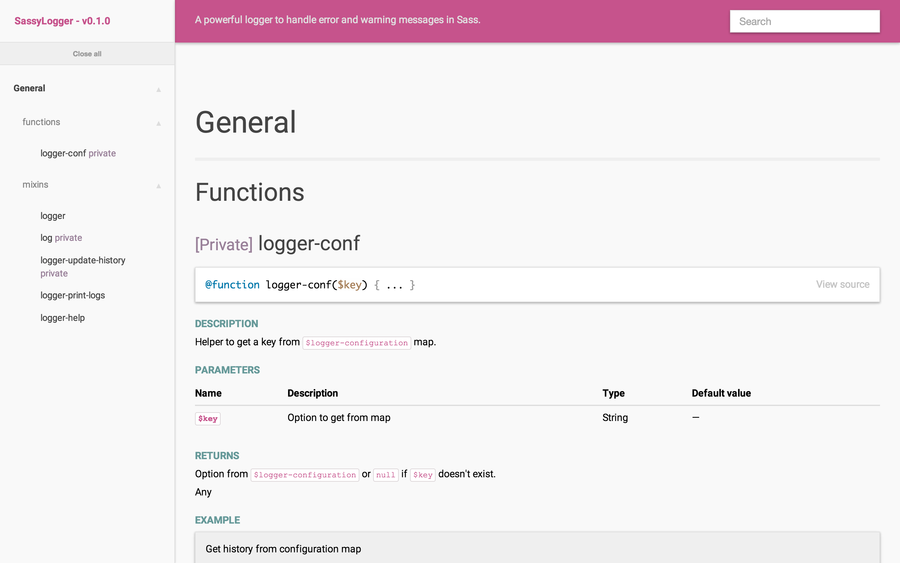 SassyLogger - v0.1.0
A powerful logger to handle error and warning messages in Sass.
Search
Close all
General
functions
logger-conf private
mixins
logger
log private
logger-update-history
private
logger-print-logs
logger-help
General
Functions
[Private] logger-conf
@function logger-conf($key) { ... }
View source
DESCRIPTION
Helper to get a key from $logger-configuration map.
PARAMETERS
Name Description Type Default value
$key Option to get from map String —
RETURNS
Option from $logger-configuration or null if $key doesn't exist.
Any
EXAMPLE
Get history from configuration map